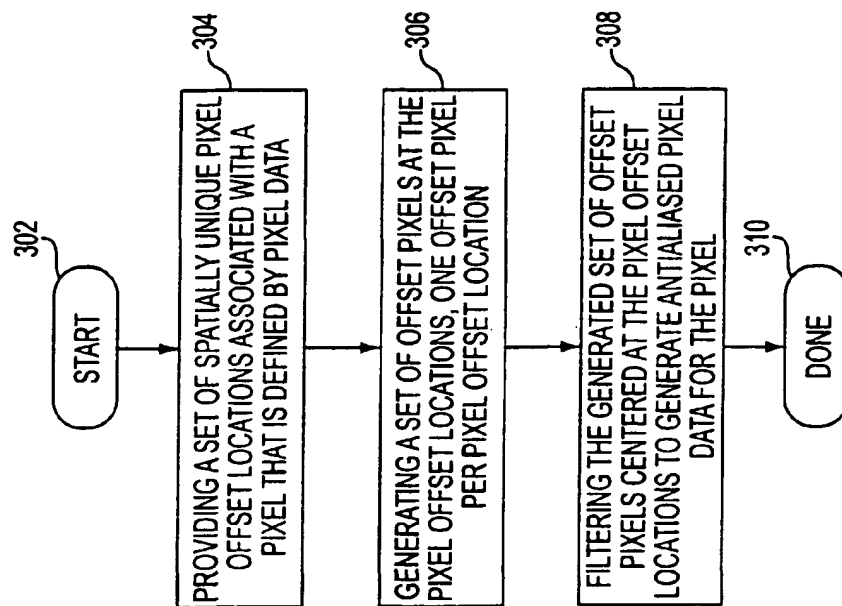 302
START
304
PROVIDING A SET OF SPATIALLY UNIQUE PIXEL
OFFSET LOCATIONS ASSOCIATED WITH A
PIXEL THAT IS DEFINED BY PIXEL DATA
306
GENERATING A SET OF OFFSET PIXELS AT THE
PIXEL OFFSET LOCATIONS, ONE OFFSET PIXEL
PER PIXEL OFFSET LOCATION
308
FILTERING THE GENERATED SET OF OFFSET
PIXELS CENTERED AT THE PIXEL OFFSET
LOCATIONS TO GENERATE ANTIALIASED PIXEL
DATA FOR THE PIXEL
310
DONE